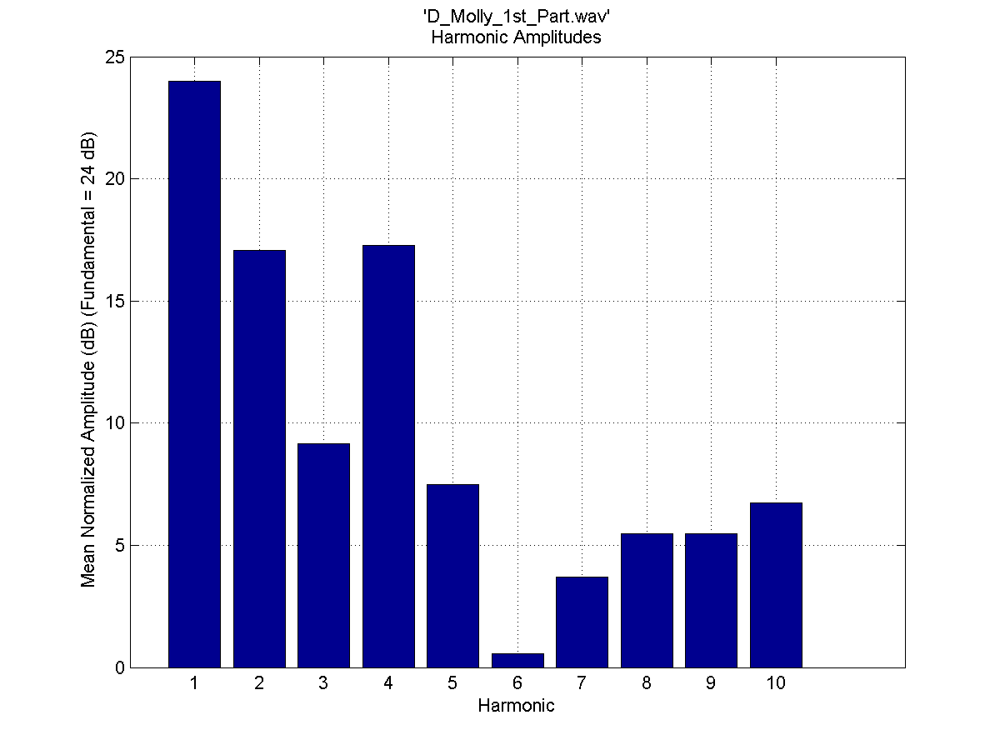 'D_Molly_1st_Part.wav'
Harmonic Amplitudes
Mean Normalized Amplitude (dB) (Fundamental = 24 dB)
25
20
15
10
5
0
1 2 3 4 5 6 7 8 9 10
Harmonic